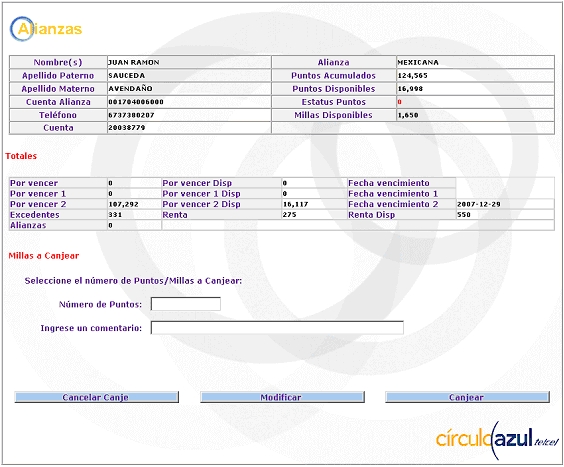 Alianzas
Nombre(s) JUAN RAMON Alianza MEXICANA
Apellido Paterno SAUCEDA Puntos Acumulados 124,565
Apellido Materno AVENDAÑO Puntos Disponibles 16,998
Cuenta Alianza 001704006000 Estatus Puntos 0
Teléfono 6737380207 Millas Disponibles 1,650
Cuenta 20038779
Totales
Por vencer 0 Por vencer Disp 0 Fecha vencimiento
Por vencer 1 0 Por vencer 1 Disp 0 Fecha vencimiento 1
Por vencer 2 107,292 Por vencer 2 Disp 16,117 Fecha vencimiento 2 2007-12-29
Excedentes 331 Renta 275 Renta Disp 550
Alianzas 0
Millas a Canjear
Seleccione el número de Puntos/Millas a Canjear:
Número de Puntos:
Ingrese un comentario:
Cancelar Canje Modificar Canjear
círculoazul telcel